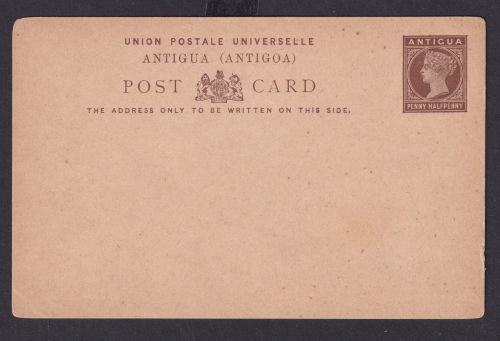 UNION POSTALE UNIVERSELLE
ANTIGUA (ANTIGOA)
POST CARD
THE ADDRESS ONLY TO BE WRITTEN ON THIS SIDE.
ANTIGUA
PENNY HALFPENNY